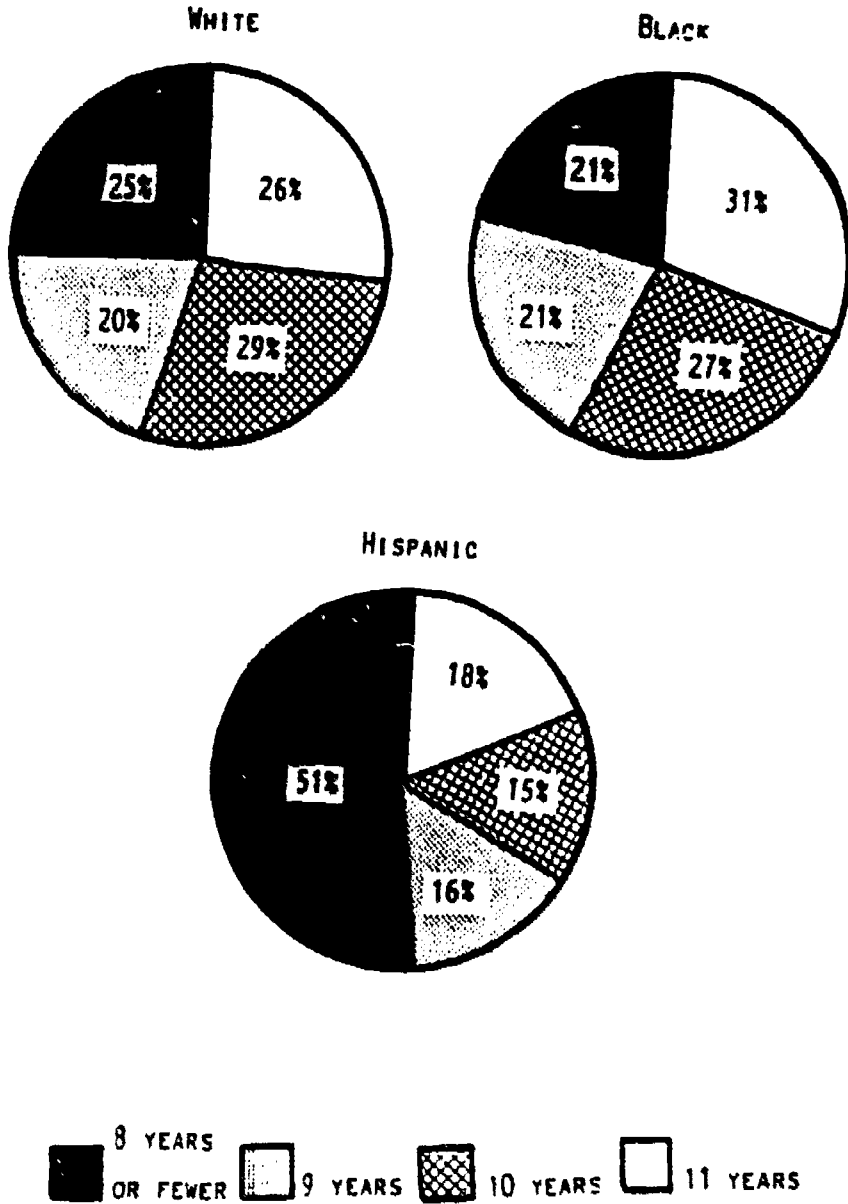 WHITE
BLACK
25%
26%
20%
29%
21%
31%
21%
27%
HISPANIC
18%
51%
15%
16%
8 YEARS
OR FEWER
9 YEARS
10 YEARS
11 YEARS